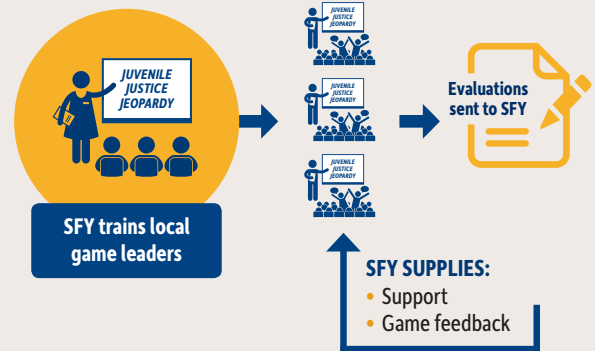 JUVENILE
JUSTICE
JEOPARDY
SFY trains local
game leaders
JUVENILE
JUSTICE
JEOPARDY
JUVENILE
JUSTICE
JEOPARDY
JUVENILE
JUSTICE
JEOPARDY
Evaluations
sent to SFY
SFY SUPPLIES:
• Support
• Game feedback